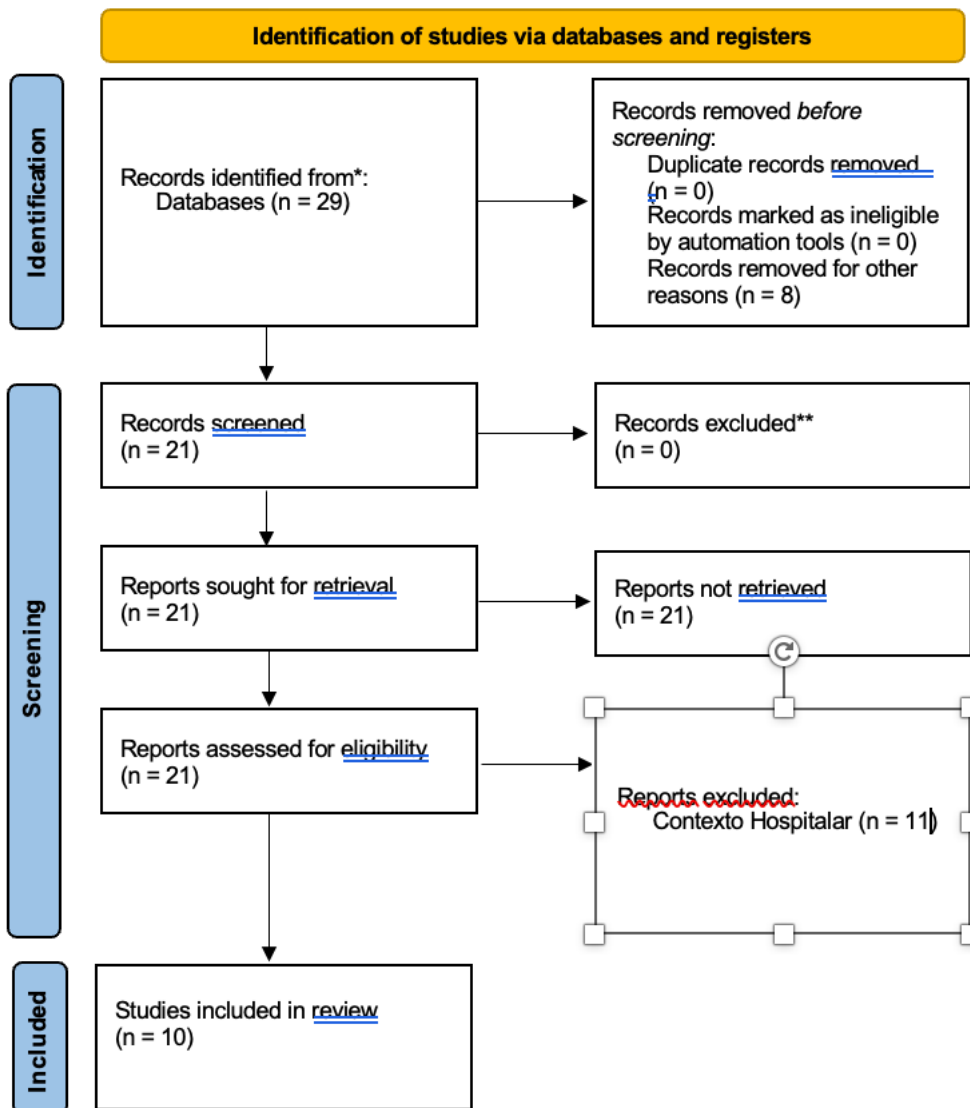 Identification of studies via databases and registers
Identification
Records identified from*:
Databases (n = 29)
Records removed before
screening:
Duplicate records removed
(n = 0)
Records marked as ineligible
by automation tools (n = 0)
Records removed for other
reasons (n = 8)
Screening
Records screened
(n = 21)
Records excluded**
(n = 0)
Reports sought for retrieval
(n = 21)
Reports not retrieved
(n = 21)
Reports assessed for eligibility
(n = 21)
Reports excluded:
Contexto Hospitalar (n = 11)
Included
Studies included in review
(n = 10)